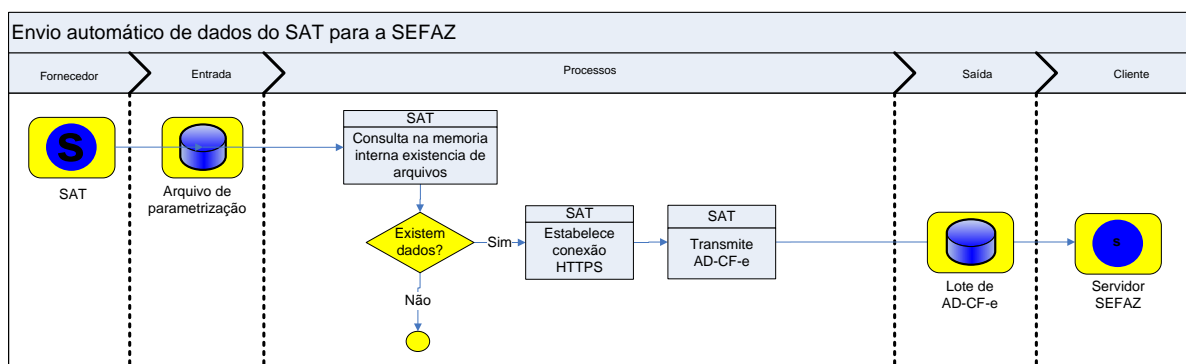 Envio automático de dados do SAT para a SEFAZ
Fornecedor
Entrada
Processos
Saída
Cliente
S
SAT
Arquivo de
parametrização
SAT
Consulta na memoria
interna existencia de
arquivos
Existem
dados?
Sim
Não
SAT
Estabelece
conexão
HTTPS
SAT
Transmite
AD-CF-e
Lote de
AD-CF-e
S
Servidor
SEFAZ